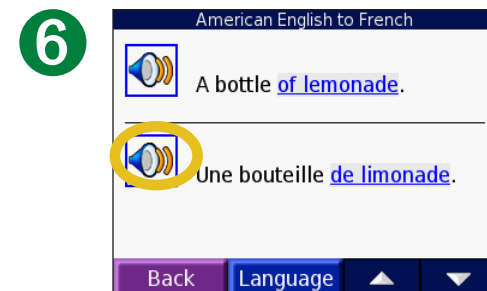 6
American English to French
A bottle of lemonade.
Une bouteille de limonade.
Back Language